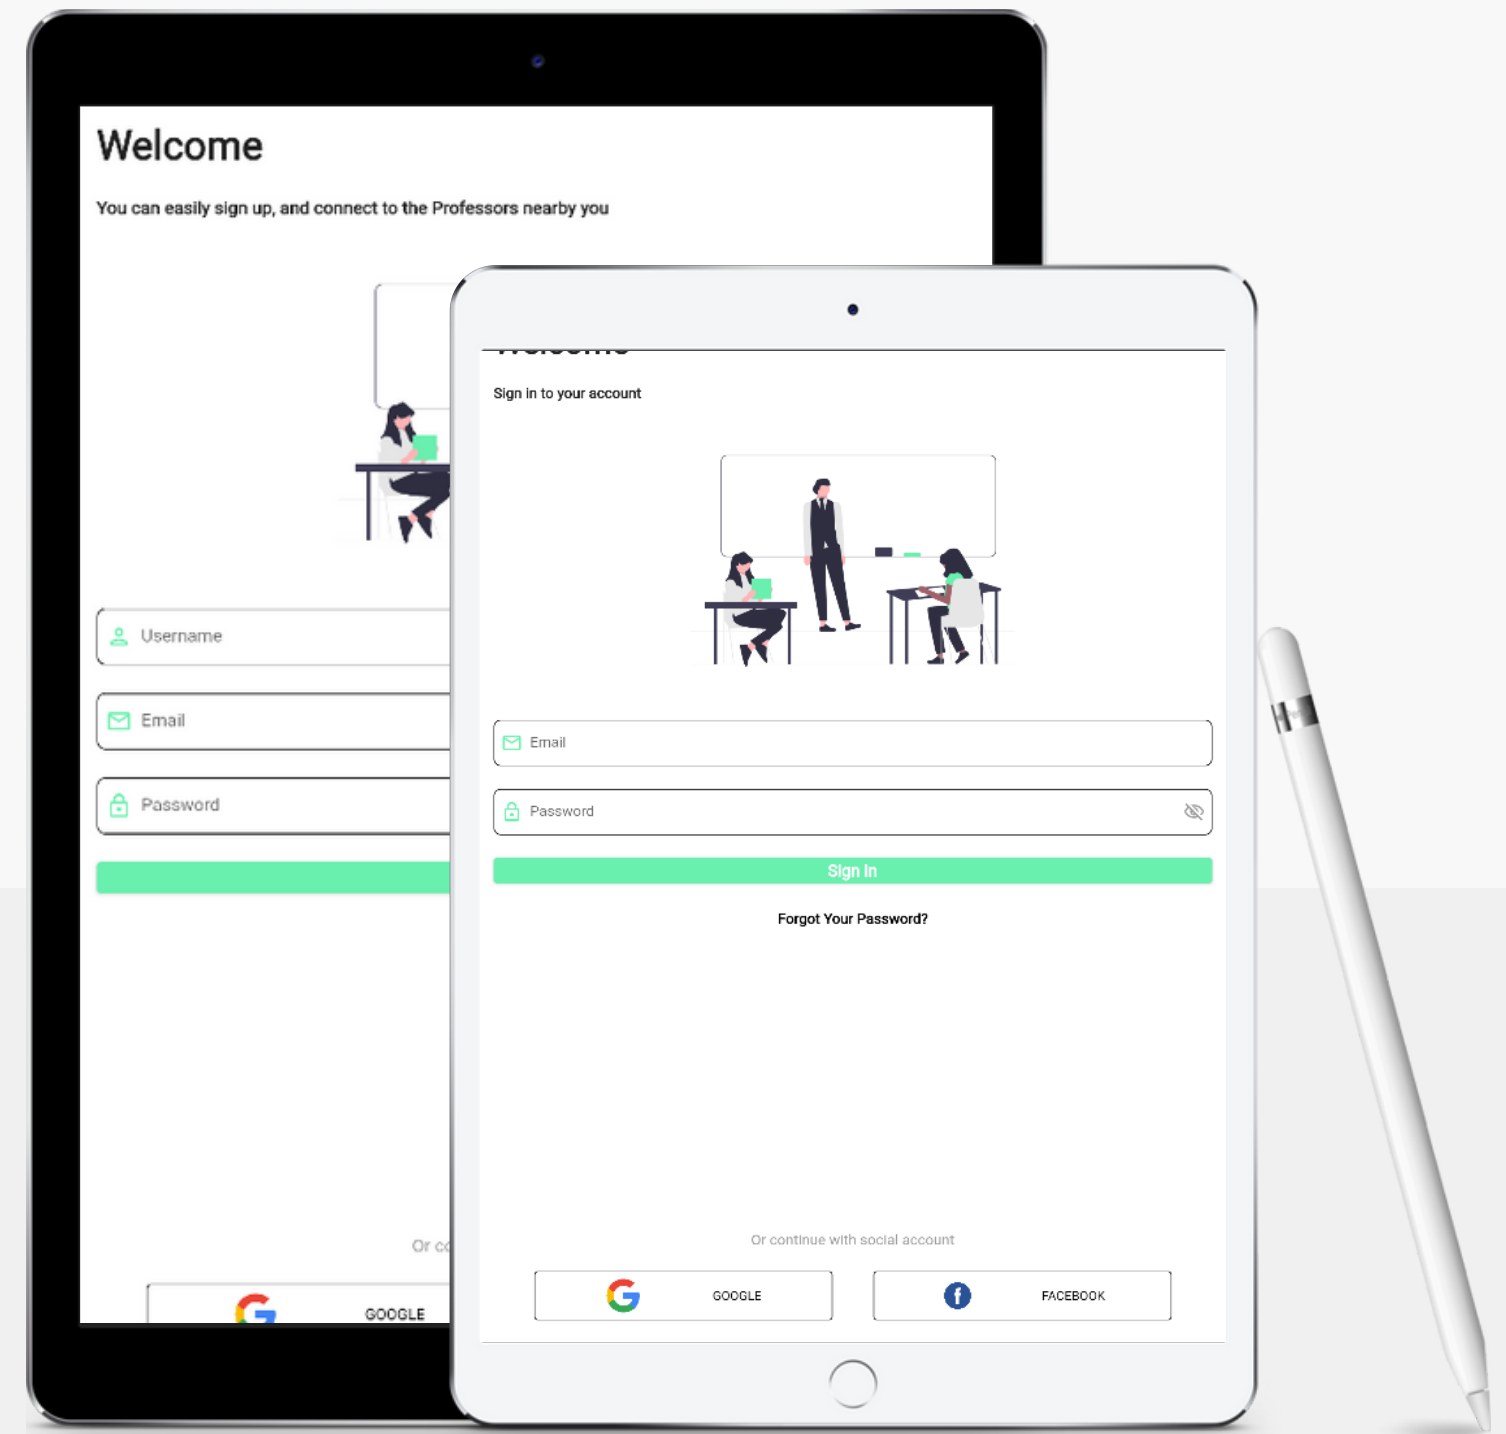 Welcome
You can easily sign up, and connect to the Professors nearby you
Username
Email
Password
GOOGLE
Sign in to your account
Email
Password
Sign In
Forgot Your Password?
Or continue with social account
GOOGLE
FACEBOOK